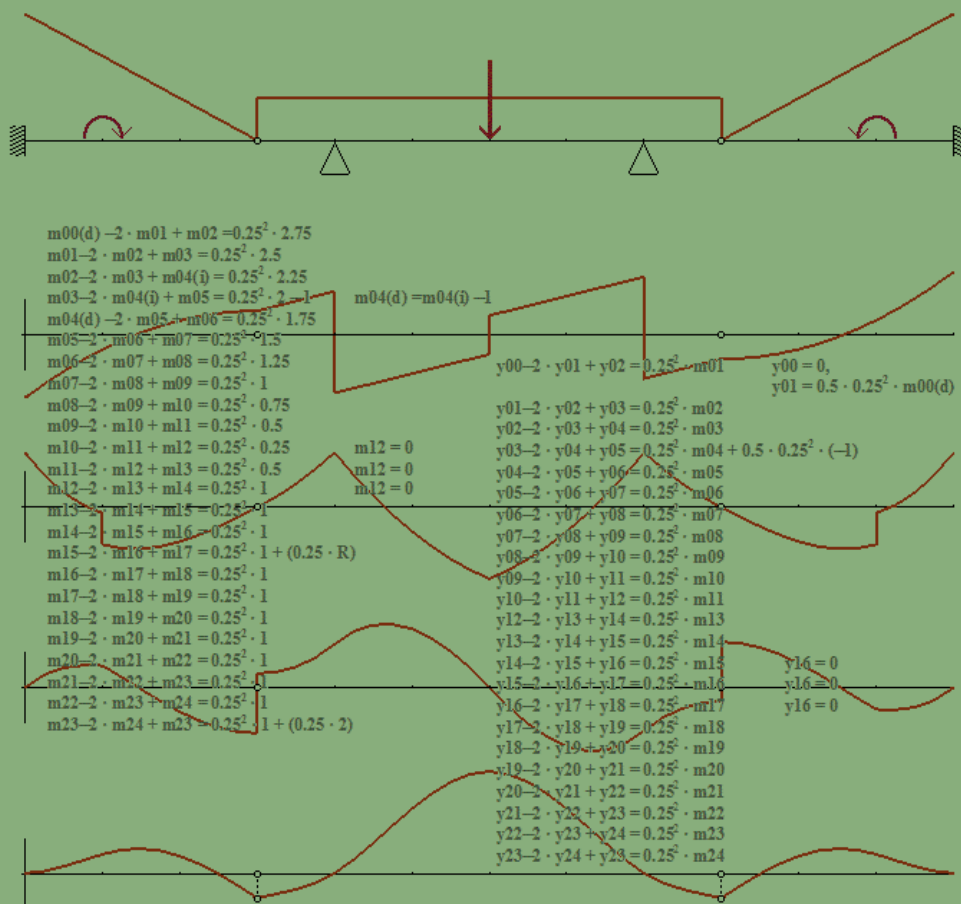 m00(d) –2 · m01 + m02 =0.25² · 2.75
m01–2 · m02 + m03 = 0.25² · 2.5
m02–2 · m03 + m04(i) = 0.25² · 2.25
m03–2 · m04(i) + m05 = 0.25² · 2 –1
m04(d) =m04(i) –1
m04(d) –2 · m05 + m06 = 0.25² · 1.75
m05–2 · m06 + m07 = 0.25² · 1.5
m06–2 · m07 + m08 = 0.25² · 1.25
m07–2 · m08 + m09 = 0.25² · 1
m08–2 · m09 + m10 = 0.25² · 0.75
m09–2 · m10 + m11 = 0.25² · 0.5
m10–2 · m11 + m12 = 0.25² · 0.25
m12 = 0
m11–2 · m12 + m13 = 0.25² · 0.5
m12 = 0
m12–2 · m13 + m14 = 0.25² · 1
m12 = 0
m13–2 · m14 + m15 = 0.25² · 1
m14–2 · m15 + m16 = 0.25² · 1
m15–2 · m16 + m17 = 0.25² · 1 + (0.25 · R)
m16–2 · m17 + m18 = 0.25² · 1
m17–2 · m18 + m19 = 0.25² · 1
m18–2 · m19 + m20 = 0.25² · 1
m19–2 · m20 + m21 = 0.25² · 1
m20–2 · m21 + m22 = 0.25² · 1
m21–2 · m22 + m23 = 0.25² · 1
m22–2 · m23 + m24 = 0.25² · 1
m23–2 · m24 + m23 = 0.25² · 1 + (0.25 · 2)
y00–2 · y01 + y02 = 0.25² · m01
y00 = 0,
y01 = 0.5 · 0.25² · m00(d)
y01–2 · y02 + y03 = 0.25² · m02
y02–2 · y03 + y04 = 0.25² · m03
y03–2 · y04 + y05 = 0.25² · m04 + 0.5 · 0.25² · (–1)
y04–2 · y05 + y06 = 0.25² · m05
y05–2 · y06 + y07 = 0.25² · m06
y06–2 · y07 + y08 = 0.25² · m07
y07–2 · y08 + y09 = 0.25² · m08
y08–2 · y09 + y10 = 0.25² · m09
y09–2 · y10 + y11 = 0.25² · m10
y10–2 · y11 + y12 = 0.25² · m11
y12–2 · y13 + y14 = 0.25² · m13
y13–2 · y14 + y15 = 0.25² · m14
y14–2 · y15 + y16 = 0.25² · m15
y16 = 0
y15–2 · y16 + y17 = 0.25² · m16
y16 = 0
y16–2 · y17 + y18 = 0.25² · m17
y16 = 0
y17–2 · y18 + y19 = 0.25² · m18
y18–2 · y19 + y20 = 0.25² · m19
y19–2 · y20 + y21 = 0.25² · m20
y20–2 · y21 + y22 = 0.25² · m21
y21–2 · y22 + y23 = 0.25² · m22
y22–2 · y23 + y24 = 0.25² · m23
y23–2 · y24 + y23 = 0.25² · m24